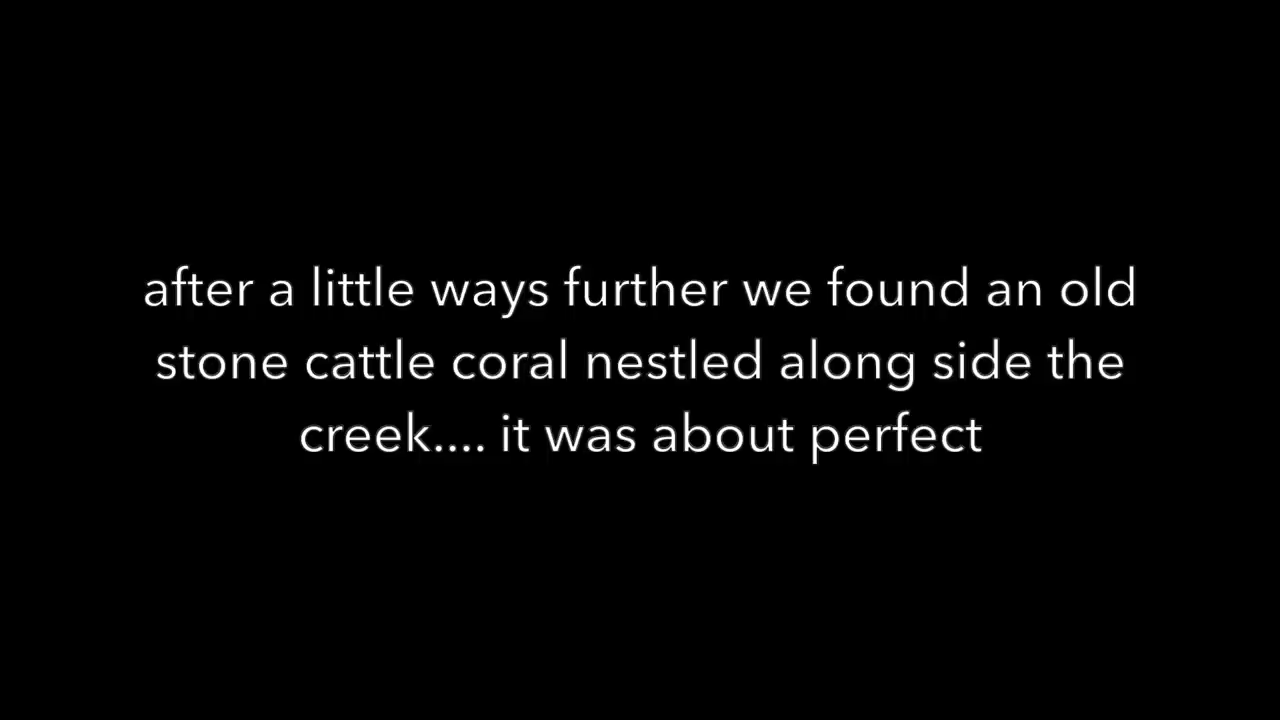 after a little ways further we found an old
stone cattle coral nestled along side the
creek.... it was about perfect